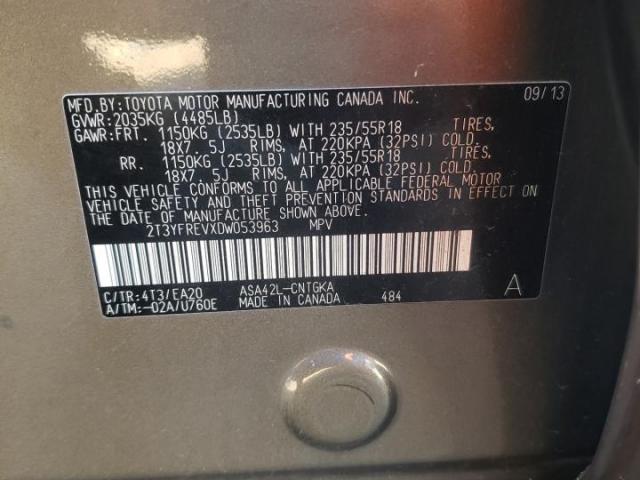 MFD.BY:TOYOTA MOTOR MANUFACTURING CANADA INC. 09/13
GVWR:2035KG (4485LB)
GAWR:FRT. 1150KG (2535LB) WITH 235/55R18 TIRES,
18X7.5J RIMS, AT 220KPA (32PSI) COLD.
RR. 1150KG (2535LB) WITH 235/55R18 TIRES,
18X7.5J RIMS, AT 220KPA (32PSI) COLD.
THIS VEHICLE CONFORMS TO ALL APPLICABLE FEDERAL MOTOR
VEHICLE SAFETY AND THEFT PREVENTION STANDARDS IN EFFECT ON
THE DATE OF MANUFACTURE SHOWN ABOVE.
2T3YFREVXDW053963 MPV
C/TR:4T3/EA20 ASA42L-CNTGKA A
A/TM:-02A/U760E MADE IN CANADA 484